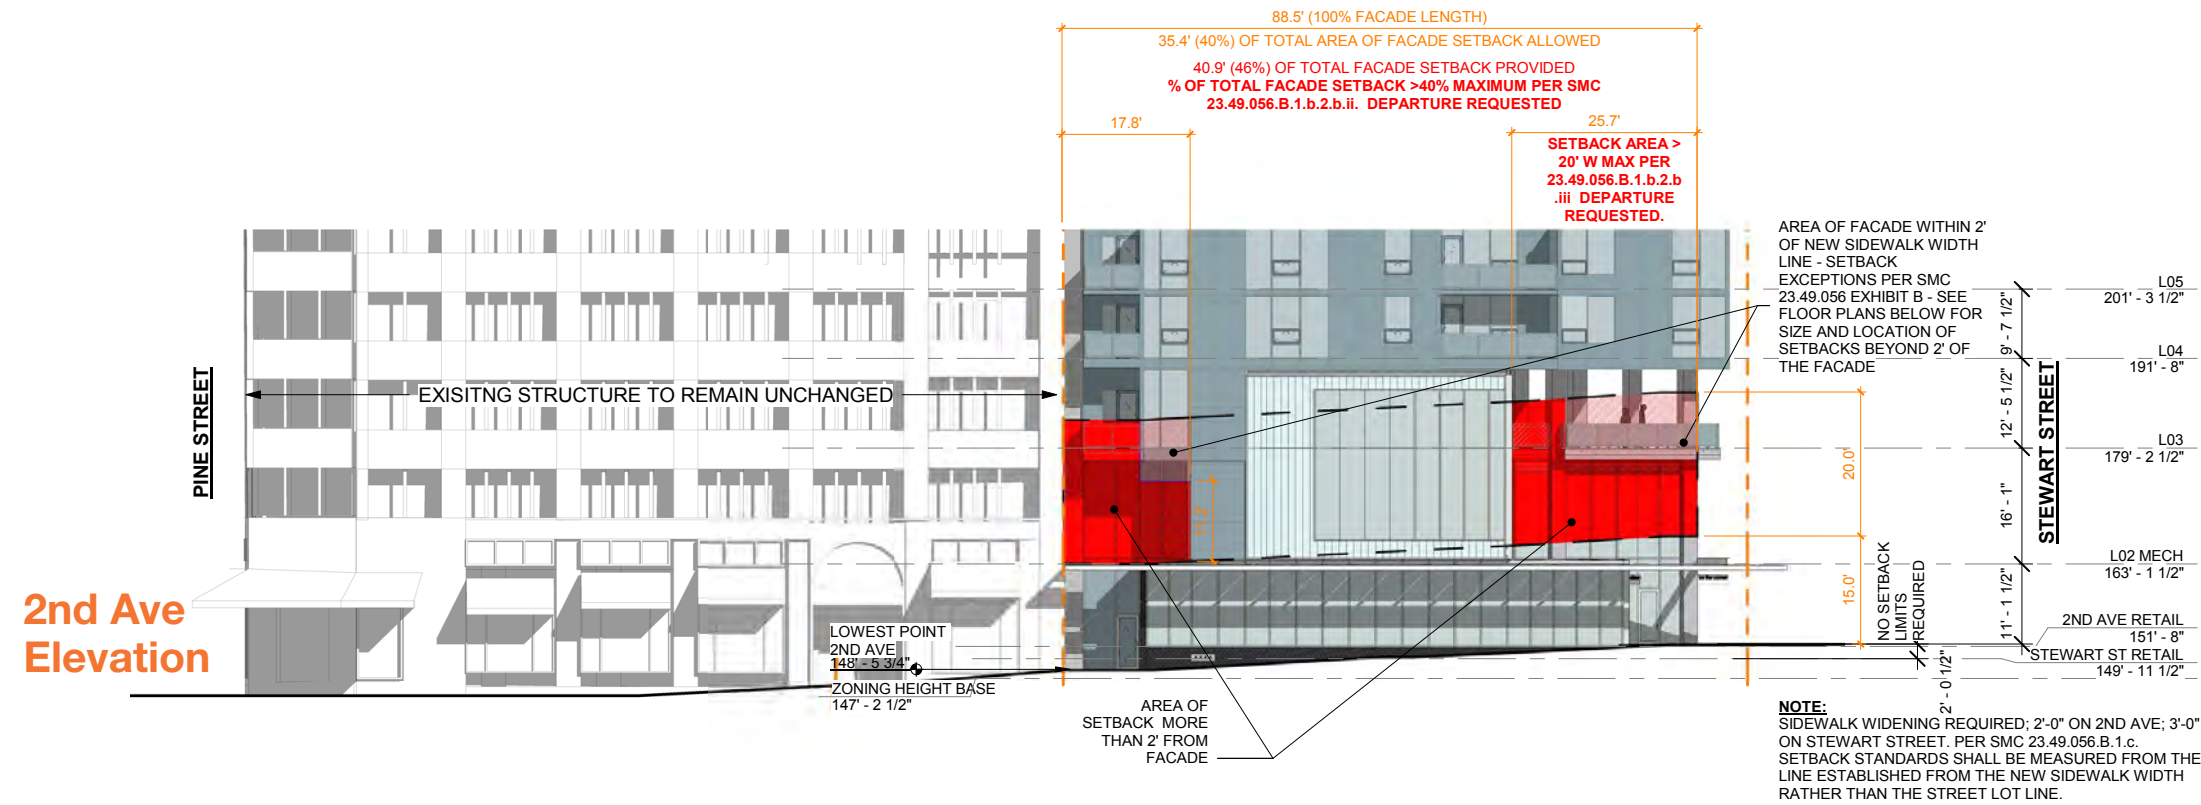 88.5' (100% FACADE LENGTH)
35.4' (40%) OF TOTAL AREA OF FACADE SETBACK ALLOWED
40.9' (46%) OF TOTAL FACADE SETBACK PROVIDED
% OF TOTAL FACADE SETBACK >40% MAXIMUM PER SMC
23.49.056.B.1.b.2.b.ii. DEPARTURE REQUESTED
17.8'
25.7'
SETBACK AREA >
20' W MAX PER
23.49.056.B.1.b.2.b
.iii DEPARTURE
REQUESTED.
AREA OF FACADE WITHIN 2'
OF NEW SIDEWALK WIDTH
LINE - SETBACK
EXCEPTIONS PER SMC
23.49.056 EXHIBIT B - SEE
FLOOR PLANS BELOW FOR
SIZE AND LOCATION OF
SETBACKS BEYOND 2' OF
THE FACADE
L05
201' - 3 1/2"
9' - 7 1/2"
L04
191' - 8"
12' - 5 1/2"
L03
179' - 2 1/2"
16' - 1"
L02 MECH
163' - 1 1/2"
11' - 1 1/2"
2ND AVE RETAIL
151' - 8"
STEWART ST RETAIL
149' - 11 1/2"
2' - 0 1/2"
STEWART STREET
PINE STREET
EXISITNG STRUCTURE TO REMAIN UNCHANGED
20.0'
15.0'
11.2'
NO SETBACK
LIMITS
REQUIRED
2nd Ave
Elevation
LOWEST POINT
2ND AVE
148' - 5 3/4"
ZONING HEIGHT BASE
147' - 2 1/2"
AREA OF
SETBACK MORE
THAN 2' FROM
FACADE
NOTE:
SIDEWALK WIDENING REQUIRED; 2'-0" ON 2ND AVE; 3'-0"
ON STEWART STREET. PER SMC 23.49.056.B.1.c.
SETBACK STANDARDS SHALL BE MEASURED FROM THE
LINE ESTABLISHED FROM THE NEW SIDEWALK WIDTH
RATHER THAN THE STREET LOT LINE.